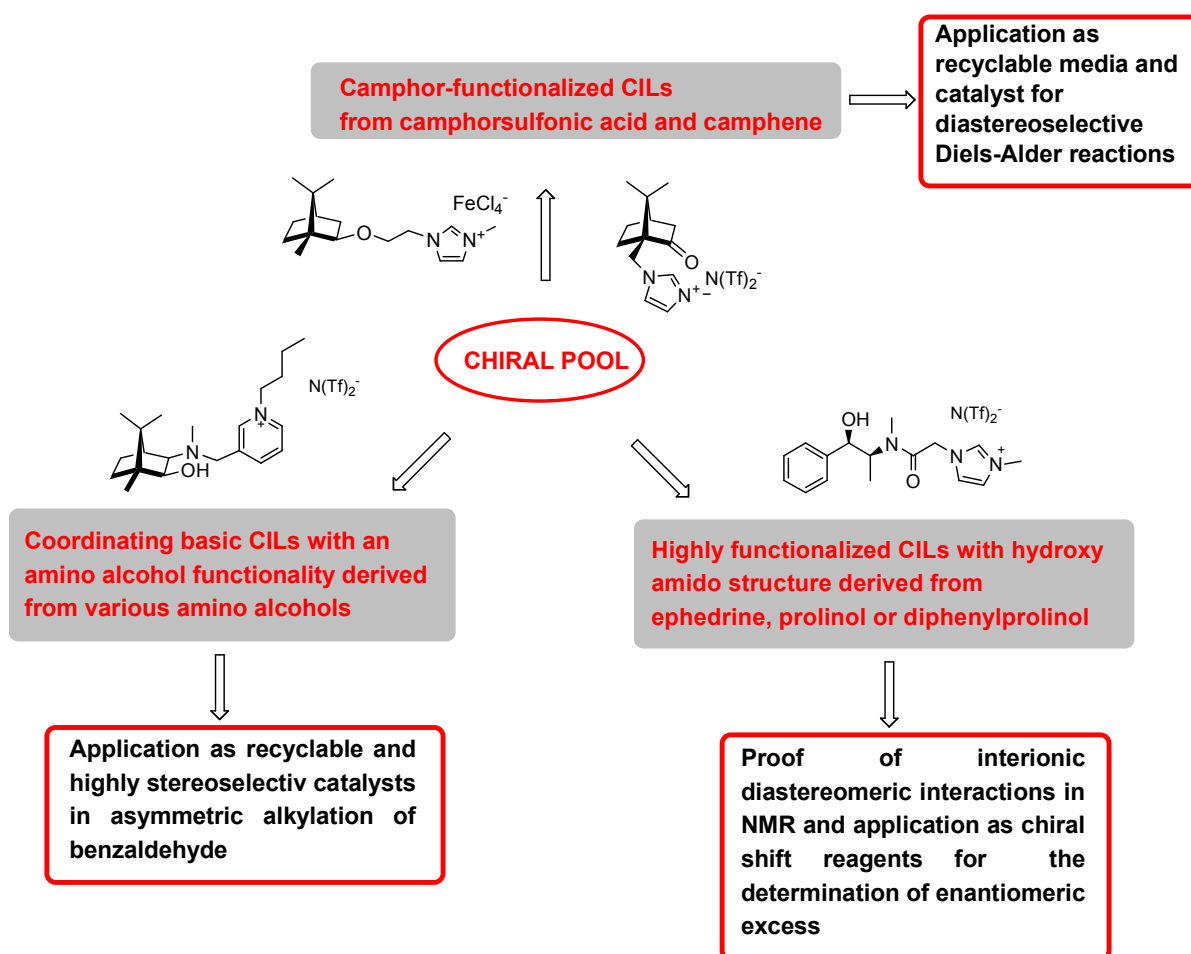 Application as
recyclable media and
catalyst for
diastereoselective
Diels-Alder reactions
Camphor-functionalized CILs
from camphorsulfonic acid and camphene
FeCl4-
O
N
N
+
O
N
N+
N(Tf)2-
CHIRAL POOL
N(Tf)2-
N
+
N
OH
N(Tf)2-
OH
N
O
N
N
+
Coordinating basic CILs with an
amino alcohol functionality derived
from various amino alcohols
Highly functionalized CILs with hydroxy
amido structure derived from
ephedrine, prolinol or diphenylprolinol
Application as recyclable and
highly stereoselectiv catalysts
in asymmetric alkylation of
benzaldehyde
Proof of interionic
diastereomeric interactions in
NMR and application as chiral
shift reagents for the
determination of enantiomeric
excess